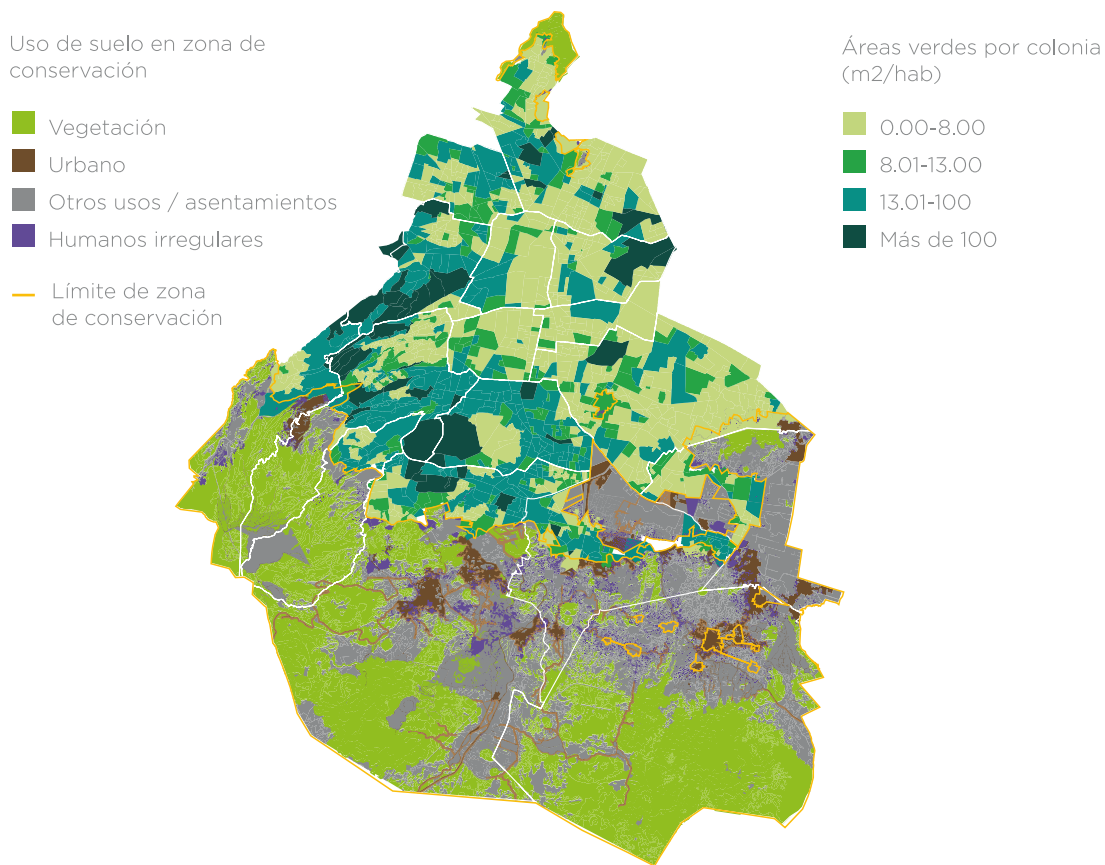 Uso de suelo en zona de
conservación
Vegetación
Urbano
Otros usos / asentamientos
Humanos irregulares
Límite de zona
de conservación
Áreas verdes por colonia
(m2/hab)
0.00-8.00
8.01-13.00
13.01-100
Más de 100